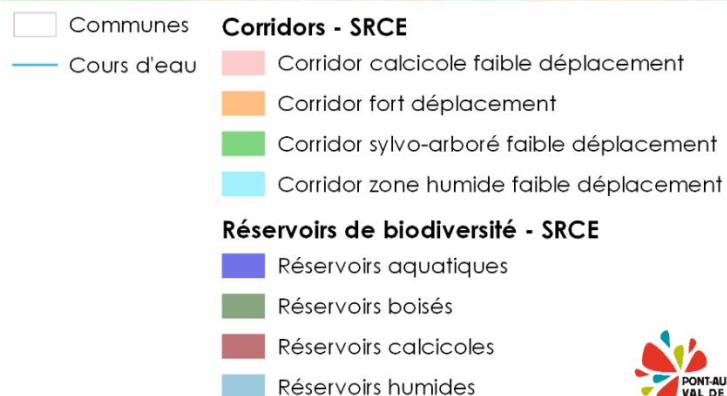 Communes
Cours d'eau
Corridors - SRCE
Corridor calcicole faible déplacement
Corridor fort déplacement
Corridor sylvo-arboré faible déplacement
Corridor zone humide faible déplacement
Réservoirs de biodiversité - SRCE
Réservoirs aquatiques
Réservoirs boisés
Réservoirs calcicoles
Réservoirs humides
PONT-AU
VAL DE